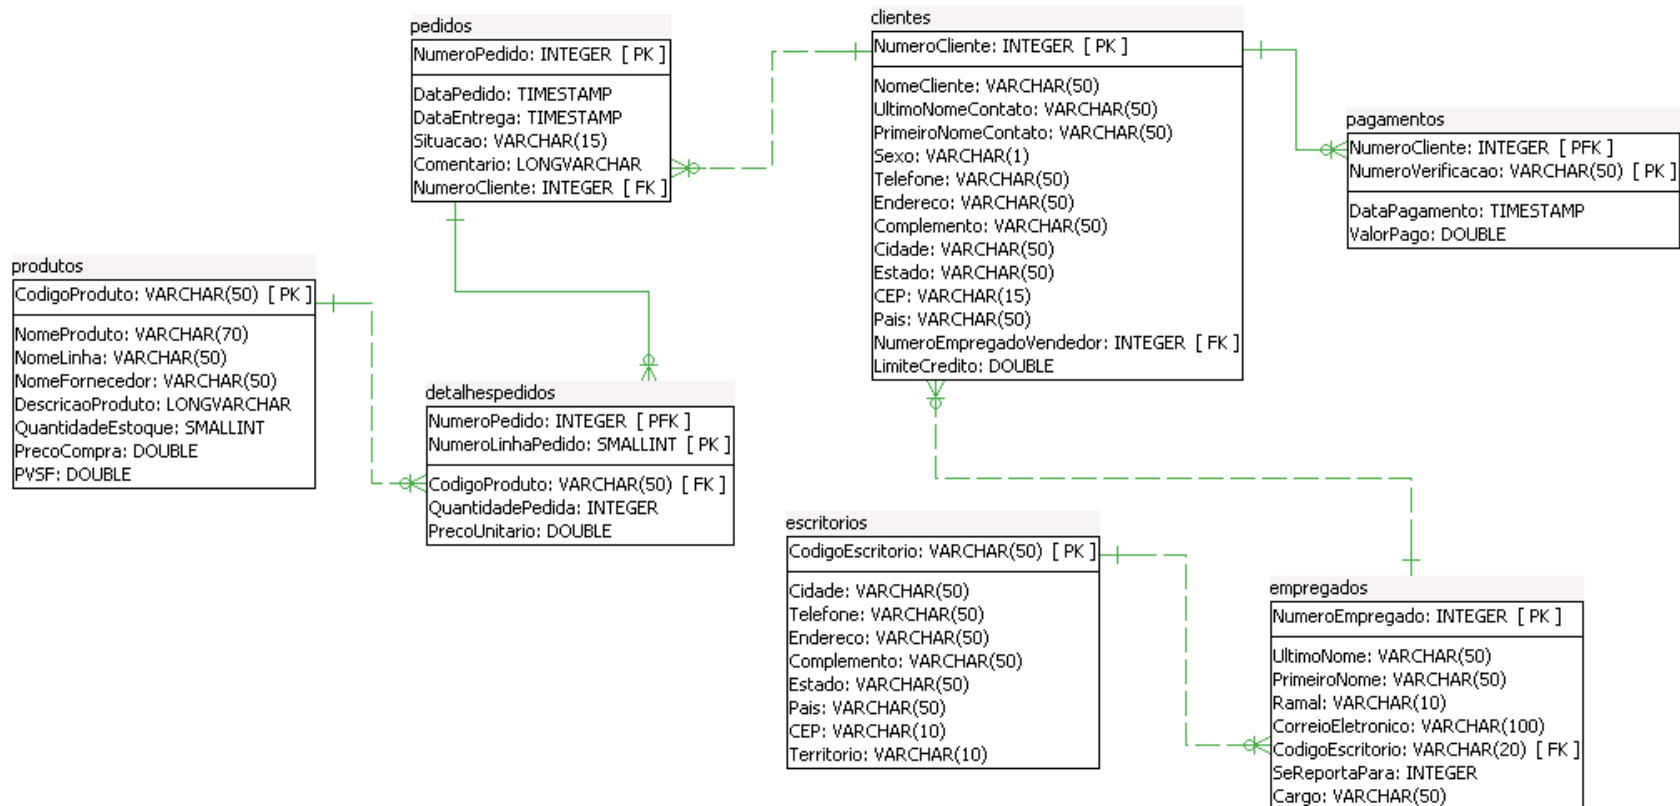 pedidos
NumeroPedido: INTEGER [ PK ]
DataPedido: TIMESTAMP
DataEntrega: TIMESTAMP
Situacao: VARCHAR(15)
Comentario: LONGVARCHAR
NumeroCliente: INTEGER [ FK ]
clientes
NumeroCliente: INTEGER [ PK ]
NomeCliente: VARCHAR(50)
UltimoNomeContato: VARCHAR(50)
PrimeiroNomeContato: VARCHAR(50)
Sexo: VARCHAR(1)
Telefone: VARCHAR(50)
Endereco: VARCHAR(50)
Complemento: VARCHAR(50)
Cidade: VARCHAR(50)
Estado: VARCHAR(50)
CEP: VARCHAR(15)
Pais: VARCHAR(50)
NumeroEmpregadoVendedor: INTEGER [ FK ]
LimiteCredito: DOUBLE
pagamentos
NumeroCliente: INTEGER [ PFK ]
NumeroVerificacao: VARCHAR(50) [ PK ]
DataPagamento: TIMESTAMP
ValorPago: DOUBLE
produtos
CodigoProduto: VARCHAR(50) [ PK ]
NomeProduto: VARCHAR(70)
NomeLinha: VARCHAR(50)
NomeFornecedor: VARCHAR(50)
DescricaoProduto: LONGVARCHAR
QuantidadeEstoque: SMALLINT
PrecoCompra: DOUBLE
PVSF: DOUBLE
detalhespedidos
NumeroPedido: INTEGER [ PFK ]
NumeroLinhaPedido: SMALLINT [ PK ]
CodigoProduto: VARCHAR(50) [ FK ]
QuantidadePedida: INTEGER
PrecoUnitario: DOUBLE
escritorios
CodigoEscritorio: VARCHAR(50) [ PK ]
Cidade: VARCHAR(50)
Telefone: VARCHAR(50)
Endereco: VARCHAR(50)
Complemento: VARCHAR(50)
Estado: VARCHAR(50)
Pais: VARCHAR(50)
CEP: VARCHAR(10)
Territorio: VARCHAR(10)
empregados
NumeroEmpregado: INTEGER [ PK ]
UltimoNome: VARCHAR(50)
PrimeiroNome: VARCHAR(50)
Ramal: VARCHAR(10)
CorreioEletronico: VARCHAR(100)
CodigoEscritorio: VARCHAR(20) [ FK ]
SeReportaPara: INTEGER
Cargo: VARCHAR(50)